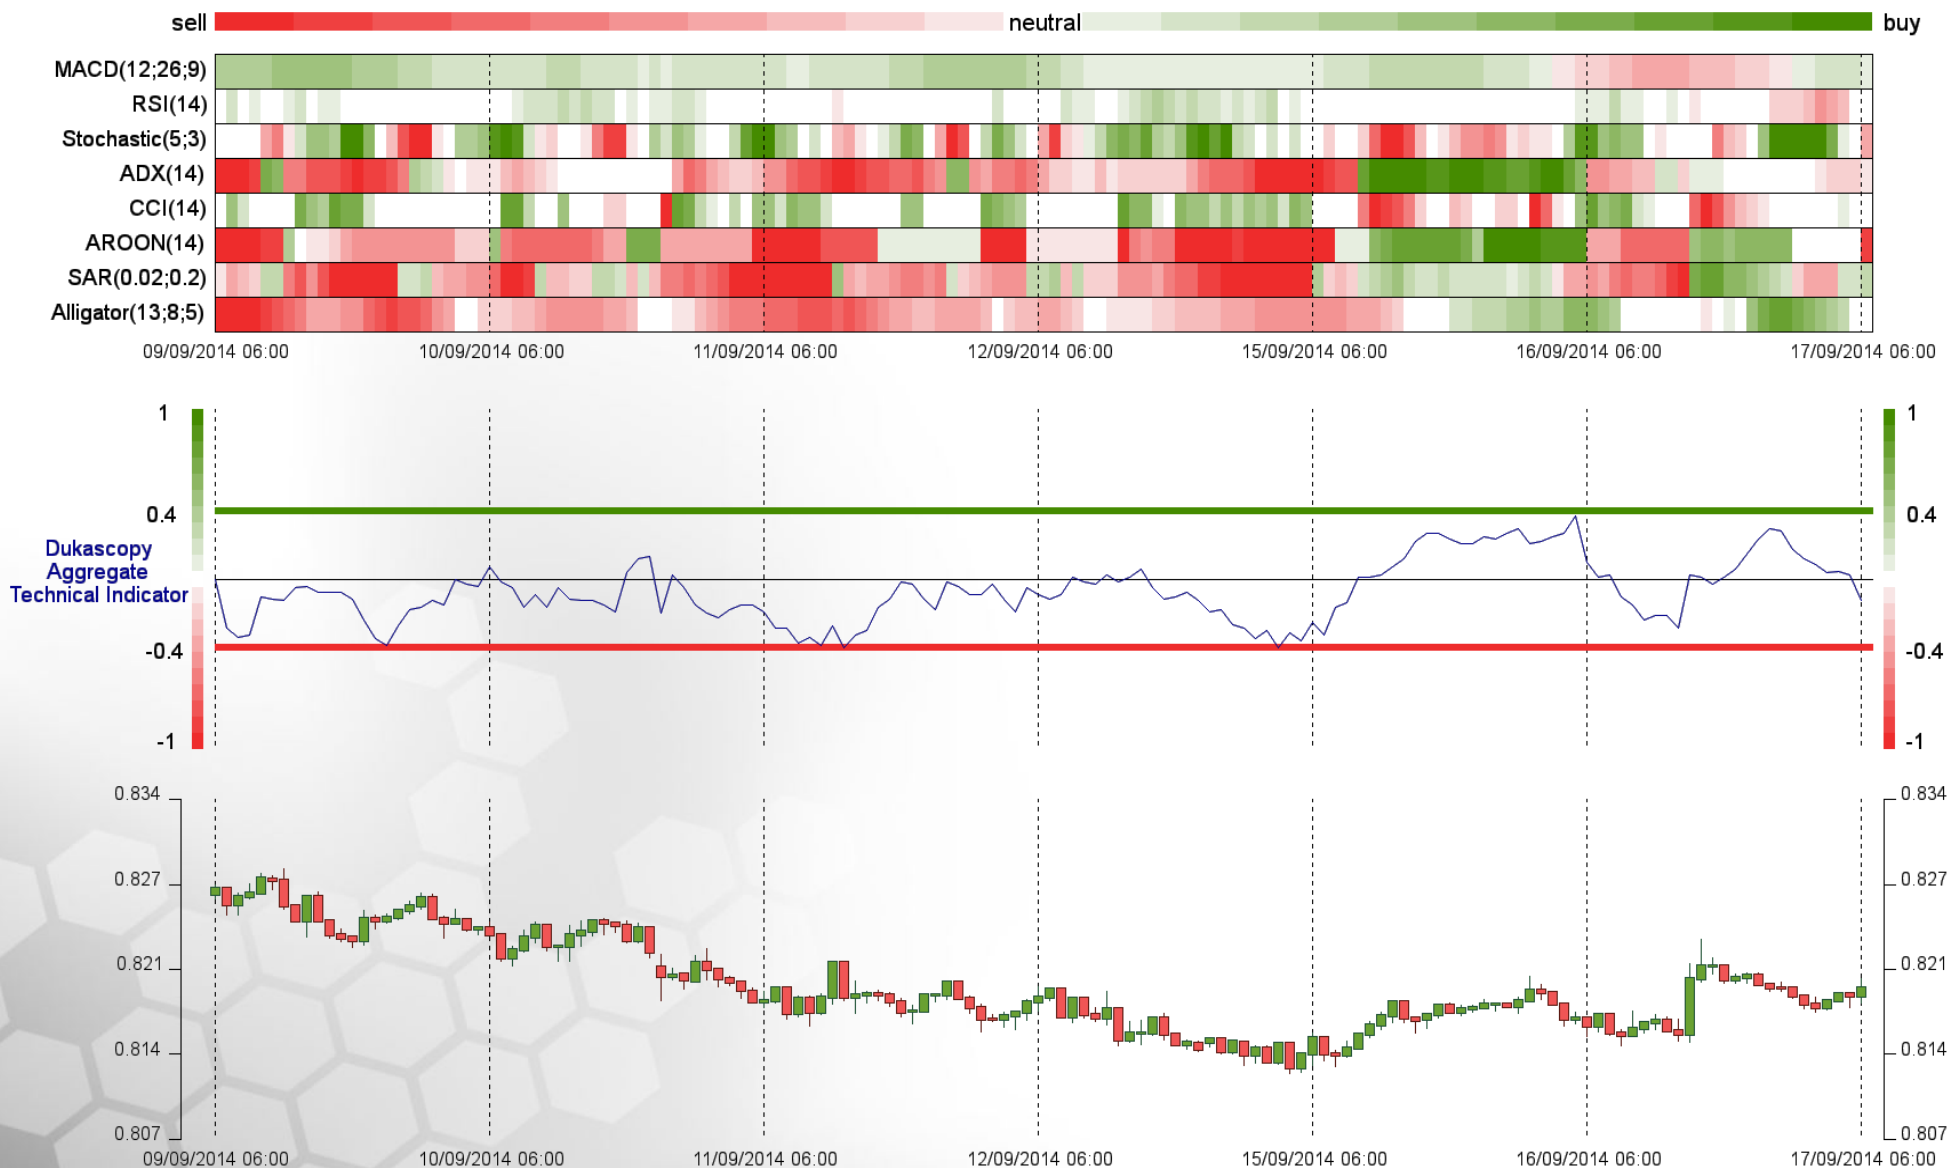 sell neutral buy
MACD(12;26;9)
RSI(14)
Stochastic(5;3)
ADX(14)
CCI(14)
AROON(14)
SAR(0.02;0.2)
Alligator(13;8;5)
09/09/2014 06:00 10/09/2014 06:00 11/09/2014 06:00 12/09/2014 06:00 15/09/2014 06:00 16/09/2014 06:00 17/09/2014 06:00
1 1
0.4 0.4
Dukascopy
Aggregate
Technical Indicator
-0.4 -0.4
-1 -1
0.834 0.834
0.827 0.827
0.821 0.821
0.814 0.814
0.807 0.807
09/09/2014 06:00 10/09/2014 06:00 11/09/2014 06:00 12/09/2014 06:00 15/09/2014 06:00 16/09/2014 06:00 17/09/2014 06:00